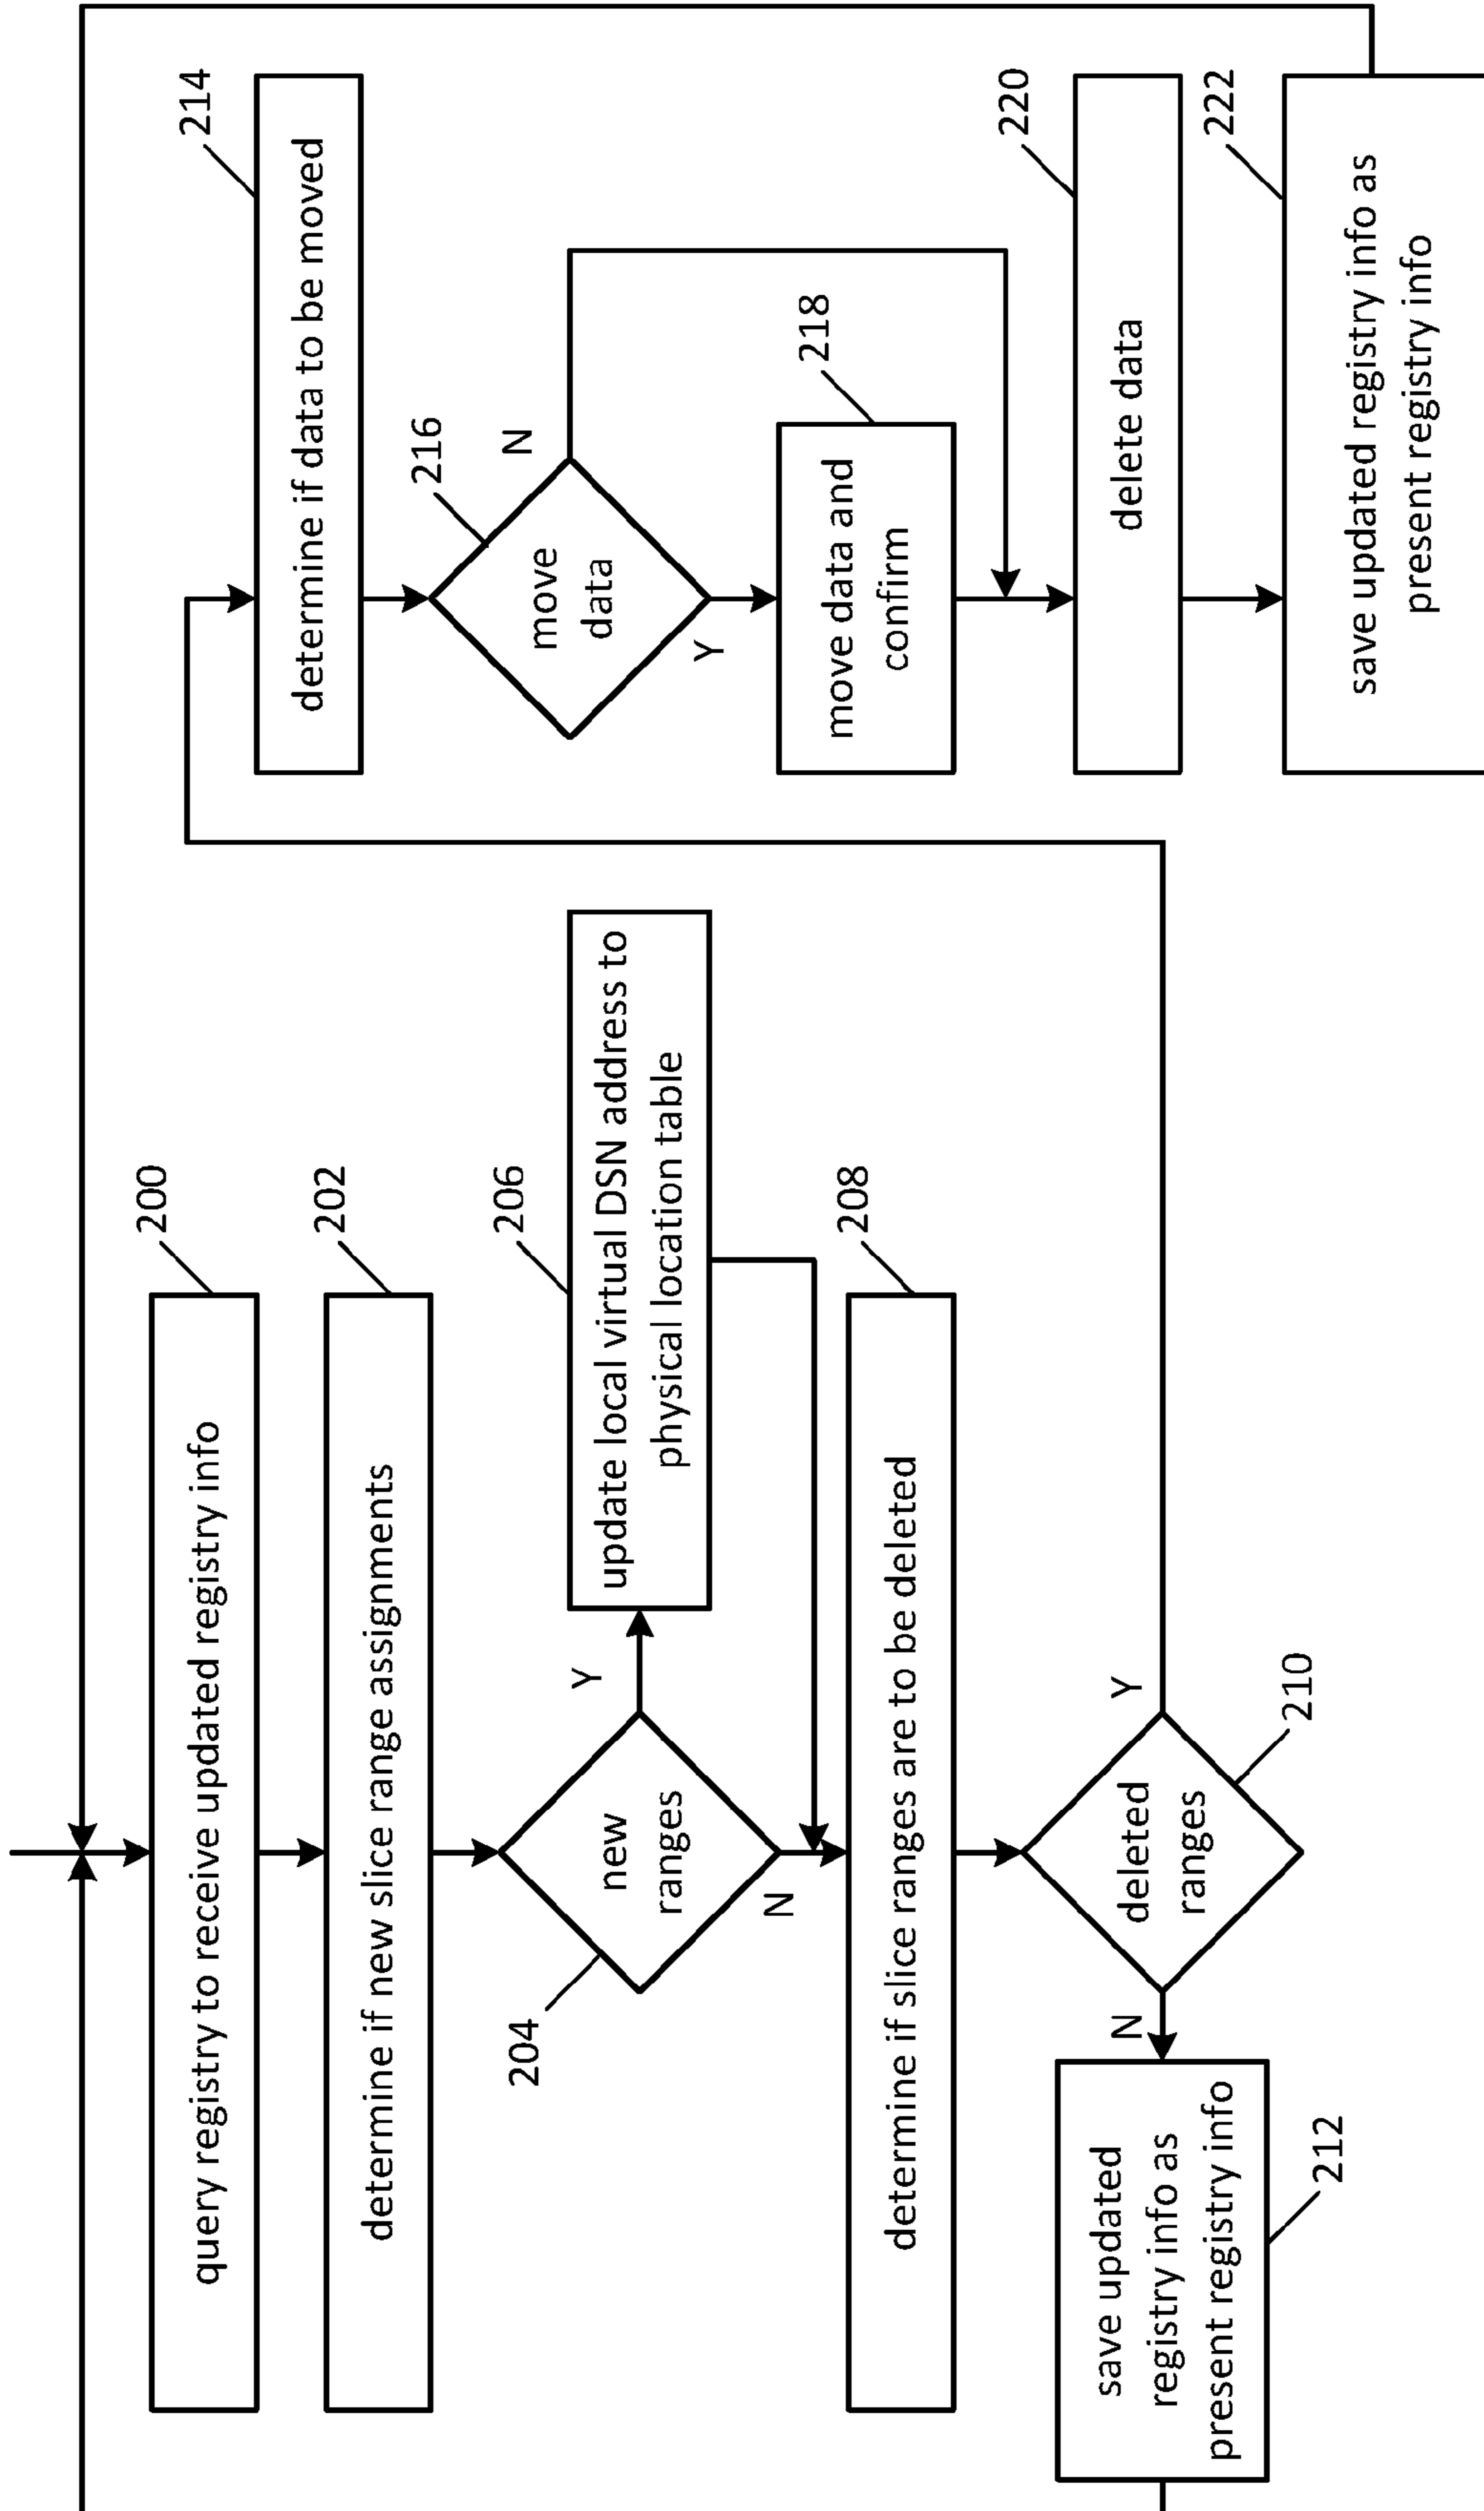 200
query registry to receive updated registry info
202
determine if new slice range assignments
204
new
ranges
Y
N
206
update local virtual DSN address to
physical location table
208
determine if slice ranges are to be deleted
210
deleted
ranges
N
Y
212
save updated
registry info as
present registry info
214
determine if data to be moved
216
move
data
N
Y
218
move data and
confirm
220
delete data
222
save updated registry info as
present registry info